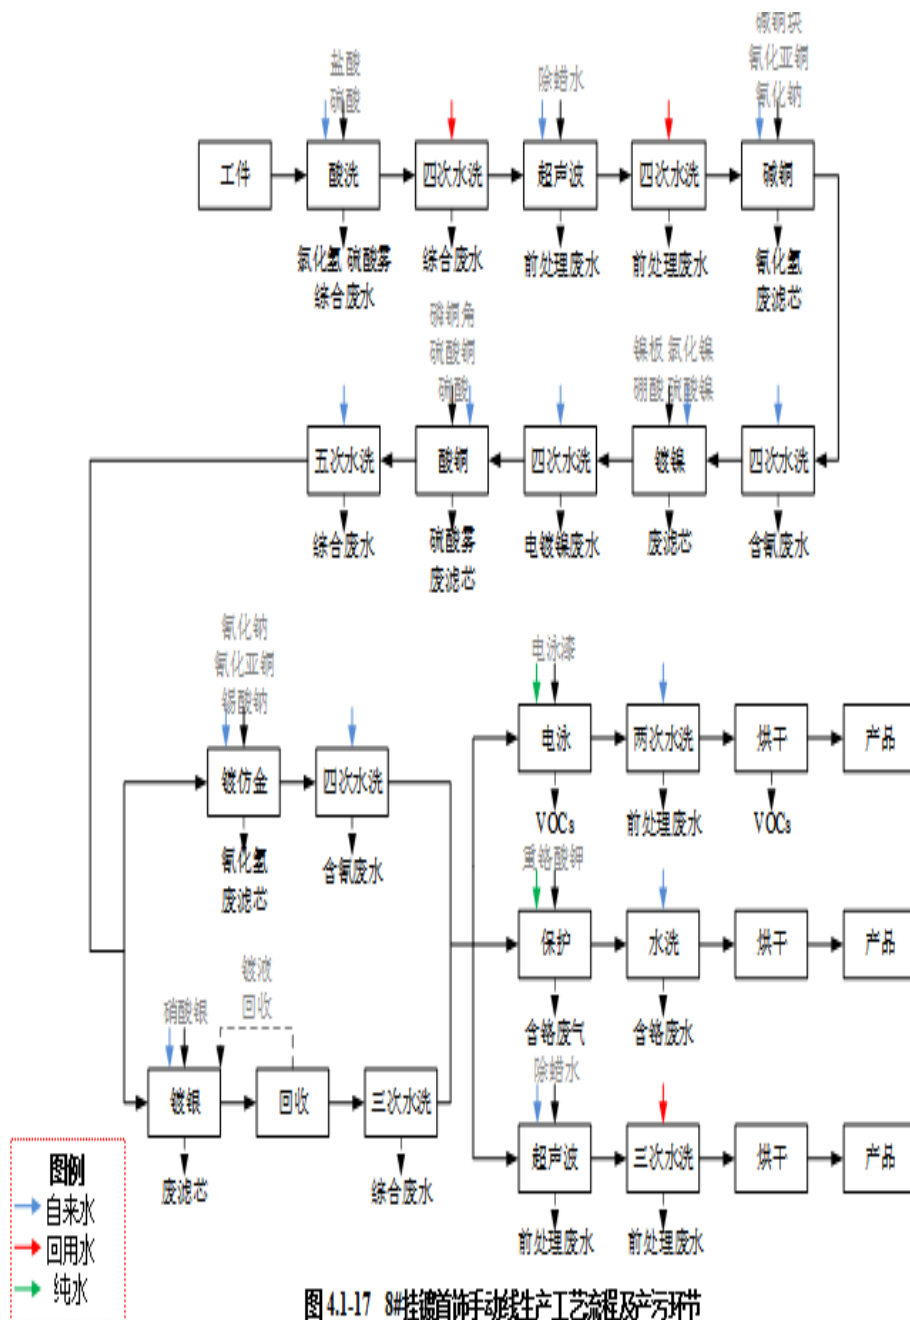 盐酸
硫酸
除蜡水
碱铜块
氰化亚铜
氰化钠
工件
酸洗
四次水洗
超声波
四次水洗
碱铜
氯化氢 硫酸雾
综合废水
综合废水
前处理废水
前处理废水
氰化氢
废滤芯
磷铜角
硫酸铜
硫酸
镍板 氯化镍
硼酸 硫酸镍
五次水洗
酸铜
四次水洗
镀镍
四次水洗
综合废水
硫酸雾
废滤芯
电镀镍废水
废滤芯
含氰废水
氰化钠
氰化亚铜
锡酸钠
镀仿金
四次水洗
氰化氢
废滤芯
含氰废水
电泳漆
电泳
两次水洗
烘干
产品
VOCs
前处理废水
VOCs
重铬酸钾
保护
水洗
烘干
产品
含铬废气
含铬废水
硝酸银
镀液
回收
镀银
回收
三次水洗
废滤芯
综合废水
除蜡水
超声波
三次水洗
烘干
产品
前处理废水
前处理废水
图例
自来水
回用水
纯水
图 4.1-17 8#挂镀首饰手动线生产工艺流程及产污环节